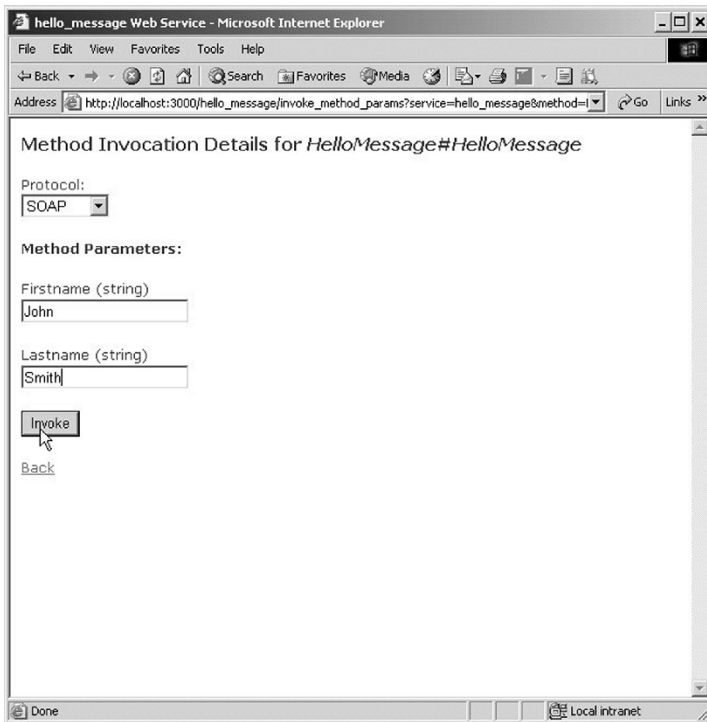 hello_message Web Service - Microsoft Internet Explorer
File Edit View Favorites Tools Help
Back Search Favorites Media
Address http://localhost:3000/hello_message/invoke_method_params?service=hello_message&method= Go Links »
Method Invocation Details for HelloMessage#HelloMessage
Protocol:
SOAP
Method Parameters:
Firstname (string)
John
Lastname (string)
Smith
Invoke
Back
Done Local intranet